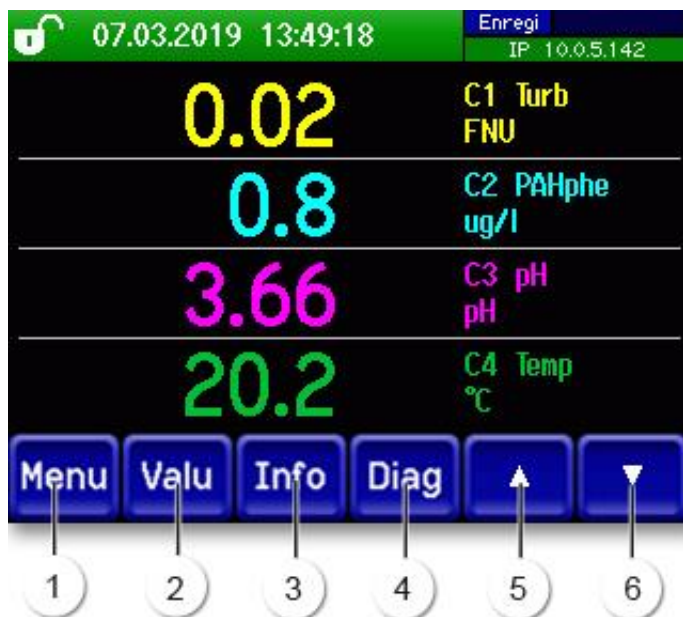 07.03.2019 13:49:18
Enregi
IP 10.0.5.142
0.02
C1 Turb
FNU
0.8
C2 PAHphe
ug/l
3.66
C3 pH
pH
20.2
C4 Temp
°C
Menu Valu Info Diag ▲ ▼
1 2 3 4 5 6